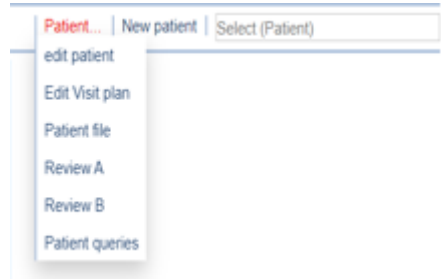 Patient... | New patient | Select (Patient)
edit patient
Edit Visit plan
Patient file
Review A
Review B
Patient queries